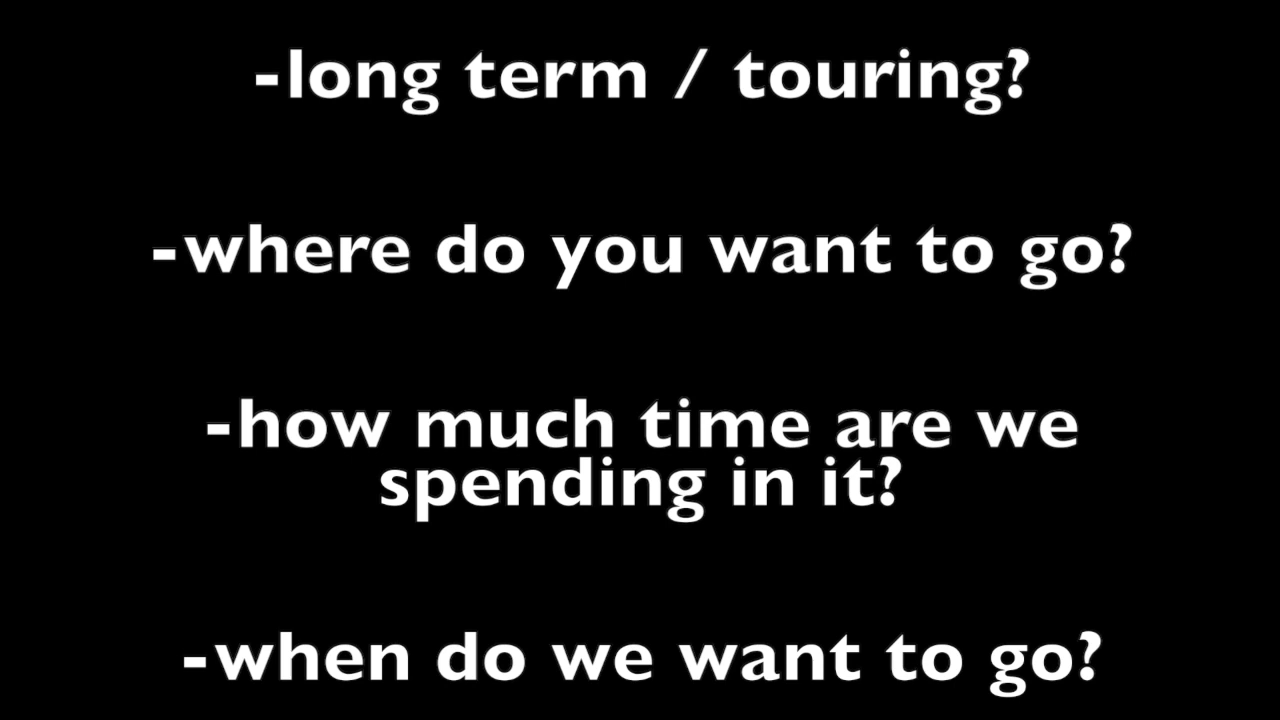 -long term / touring?
-where do you want to go?
-how much time are we
spending in it?
-when do we want to go?